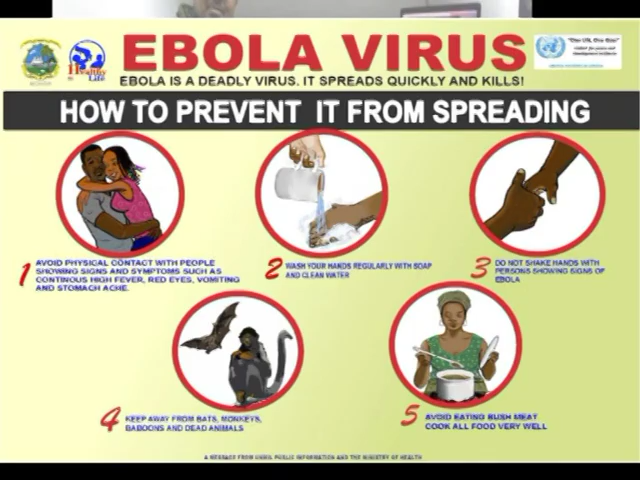 Healthy
Life
EBOLA VIRUS
EBOLA IS A DEADLY VIRUS. IT SPREADS QUICKLY AND KILLS!
HOW TO PREVENT IT FROM SPREADING
1 AVOID PHYSICAL CONTACT WITH PEOPLE
SHOWING SIGNS AND SYMPTOMS SUCH AS
CONTINOUS HIGH FEVER, RED EYES, VOMITING
AND STOMACH ACHE.
2 WASH YOUR HANDS REGULARLY WITH SOAP
AND CLEAN WATER
3 DO NOT SHAKE HANDS WITH
PERSONS SHOWING SIGNS OF
EBOLA
4 KEEP AWAY FROM BATS, MONKEYS,
BABOONS AND DEAD ANIMALS
5 AVOID EATING BUSH MEAT.
COOK ALL FOOD VERY WELL
A MESSAGE FROM UNMIL PUBLIC INFORMATION AND THE MINISTRY OF HEALTH